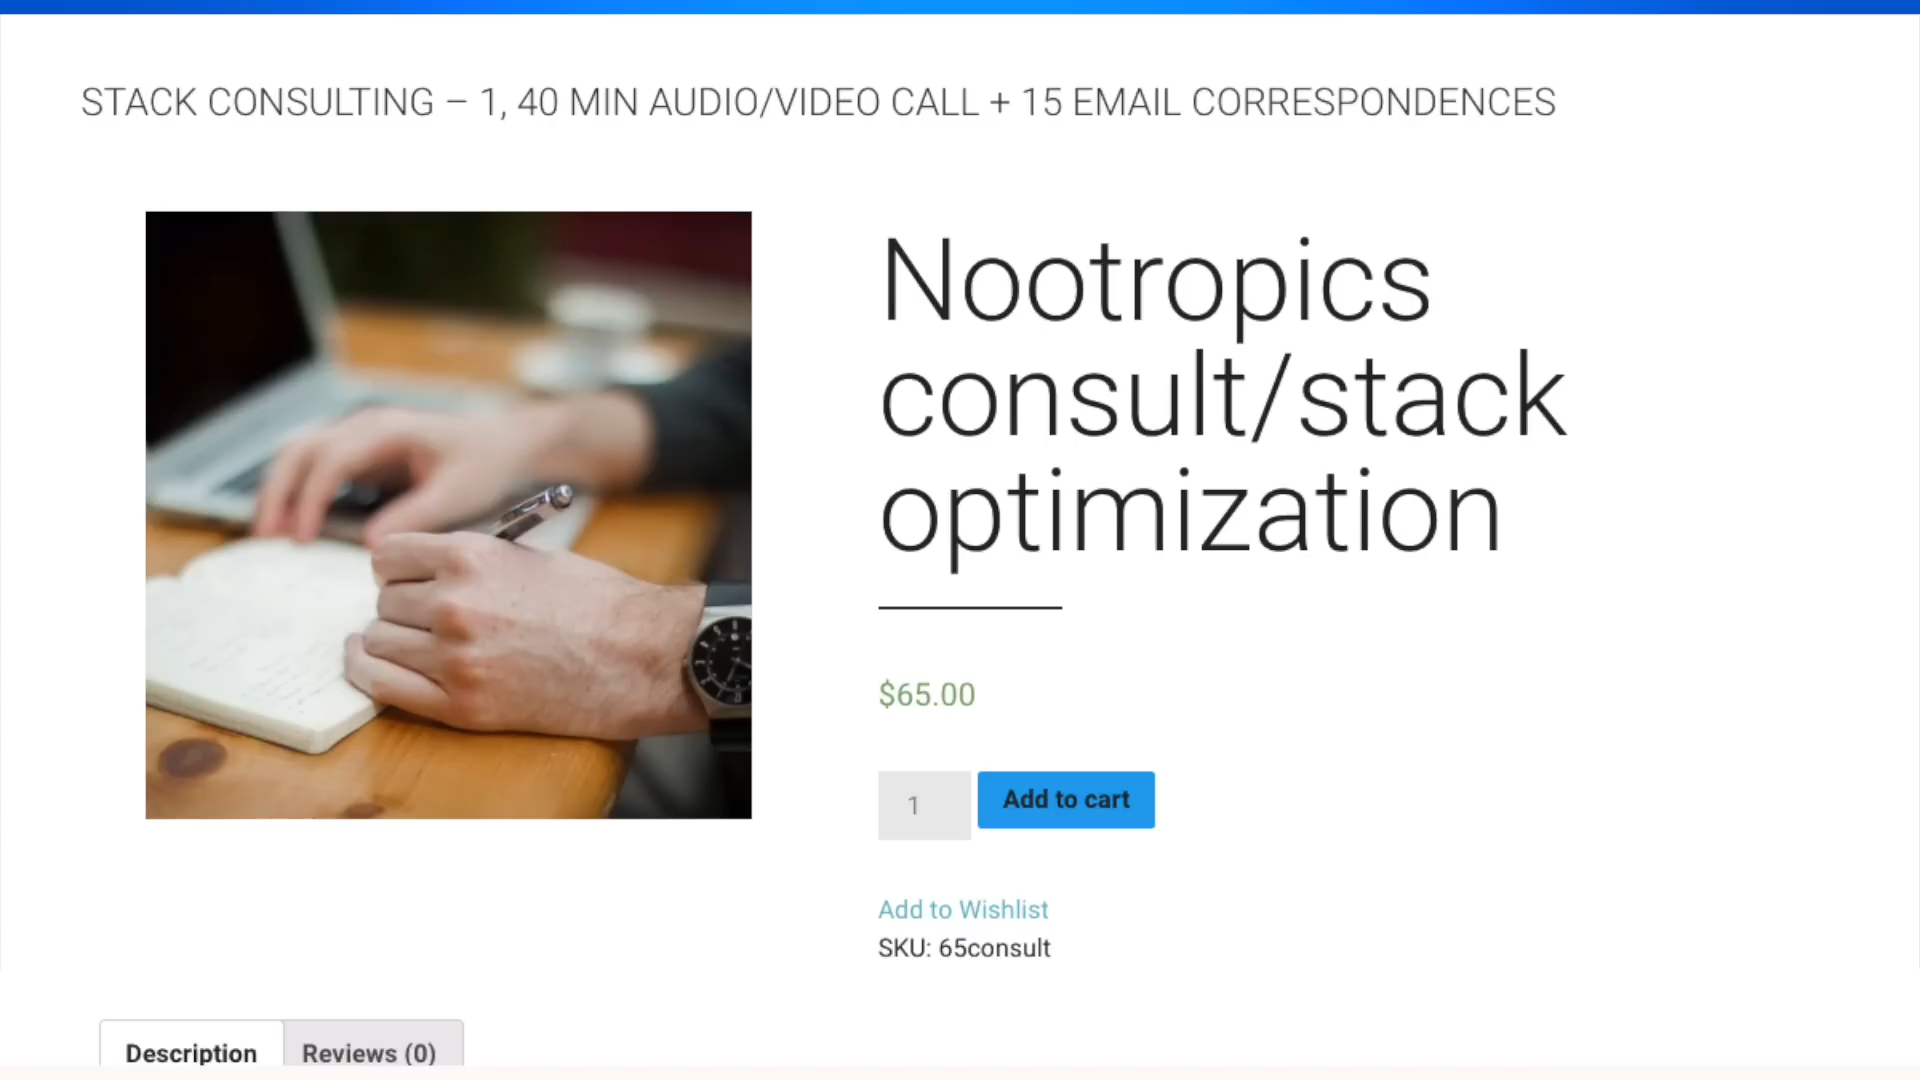 STACK CONSULTING – 1, 40 MIN AUDIO/VIDEO CALL + 15 EMAIL CORRESPONDENCES
Nootropics
consult/stack
optimization
$65.00
1
Add to cart
Add to Wishlist
SKU: 65consult
Description
Reviews (0)